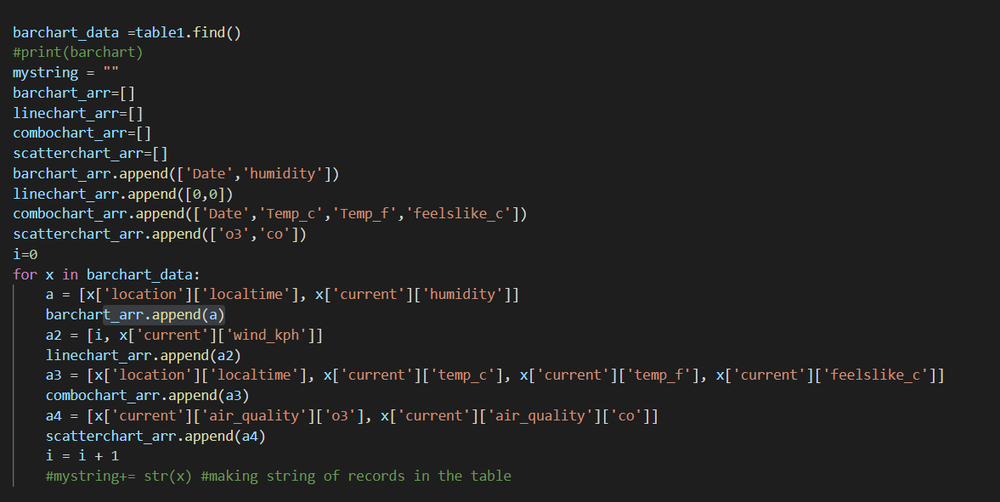 barchart_data =table1.find()
#print(barchart)
mystring = ""
barchart_arr=[]
linechart_arr=[]
combochart_arr=[]
scatterchart_arr=[]
barchart_arr.append(['Date','humidity'])
linechart_arr.append([0,0])
combochart_arr.append(['Date','Temp_c','Temp_f','feelslike_c'])
scatterchart_arr.append(['o3','co'])
i=0
for x in barchart_data:
    a = [x['location']['localtime'], x['current']['humidity']]
    barchart_arr.append(a)
    a2 = [i, x['current']['wind_kph']]
    linechart_arr.append(a2)
    a3 = [x['location']['localtime'], x['current']['temp_c'], x['current']['temp_f'], x['current']['feelslike_c']]
    combochart_arr.append(a3)
    a4 = [x['current']['air_quality']['o3'], x['current']['air_quality']['co']]
    scatterchart_arr.append(a4)
    i = i + 1
    #mystring+= str(x) #making string of records in the table